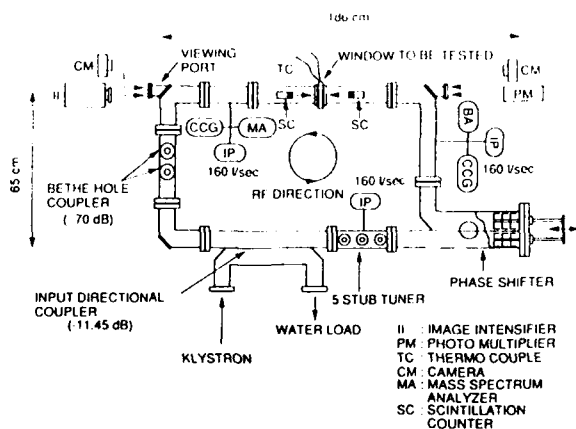 186 cm
VIEWING
PORT
TC
WINDOW TO BE TESTED
CM
II
CM
PM
CCG
MA
IP
160 l/sec
SC
SC
BA
IP
CCG
160 l/sec
65 cm
BETHE HOLE
COUPLER
( 70 dB)
RF DIRECTION
160 l/sec
IP
INPUT DIRECTIONAL
COUPLER
(-11.45 dB)
5 STUB TUNER
PHASE SHIFTER
KLYSTRON
WATER LOAD
II : IMAGE INTENSIFIER
PM : PHOTO MULTIPLIER
TC : THERMO COUPLE
CM : CAMERA
MA : MASS SPECTRUM
ANALYZER
SC : SCINTILLATION
COUNTER